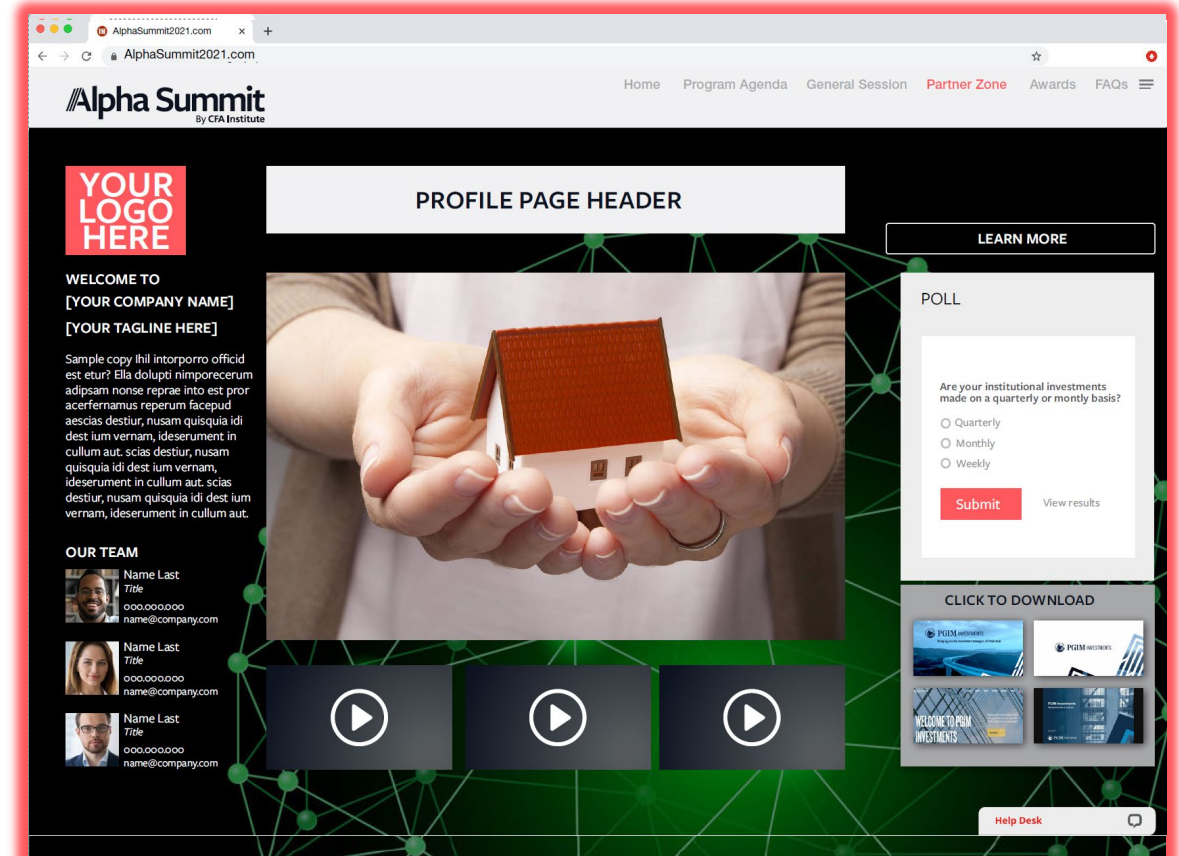 AlphaSummit2021.com
AlphaSummit2021.com
Alpha Summit
By CFA Institute
Home Program Agenda General Session Partner Zone Awards FAQs
YOUR
LOGO
HERE
PROFILE PAGE HEADER
LEARN MORE
WELCOME TO
[YOUR COMPANY NAME]
[YOUR TAGLINE HERE]
Sample copy Ihil intorporro officid
est etur? Ella dolupti nimporecerum
adipsam nonse reprae into est pror
acerfernamus reperum facepud
aescias destiur, nusam quisquia idi
dest ium vernam, ideserument in
cullum aut. scias destiur, nusam
quisquia idi dest ium vernam,
ideserument in cullum aut. scias
destiur, nusam quisquia idi dest ium
vernam, ideserument in cullum aut.
OUR TEAM
Name Last
Title
000.000.000
name@company.com
Name Last
Title
000.000.000
name@company.com
Name Last
Title
000.000.000
name@company.com
POLL
Are your institutional investments
made on a quarterly or montly basis?
Quarterly
Monthly
Weekly
Submit View results
CLICK TO DOWNLOAD
PGIM INVESTMENTS
PGIM INVESTMENTS
WELCOME TO PGIM
INVESTMENTS
PGIM Investments
Help Desk